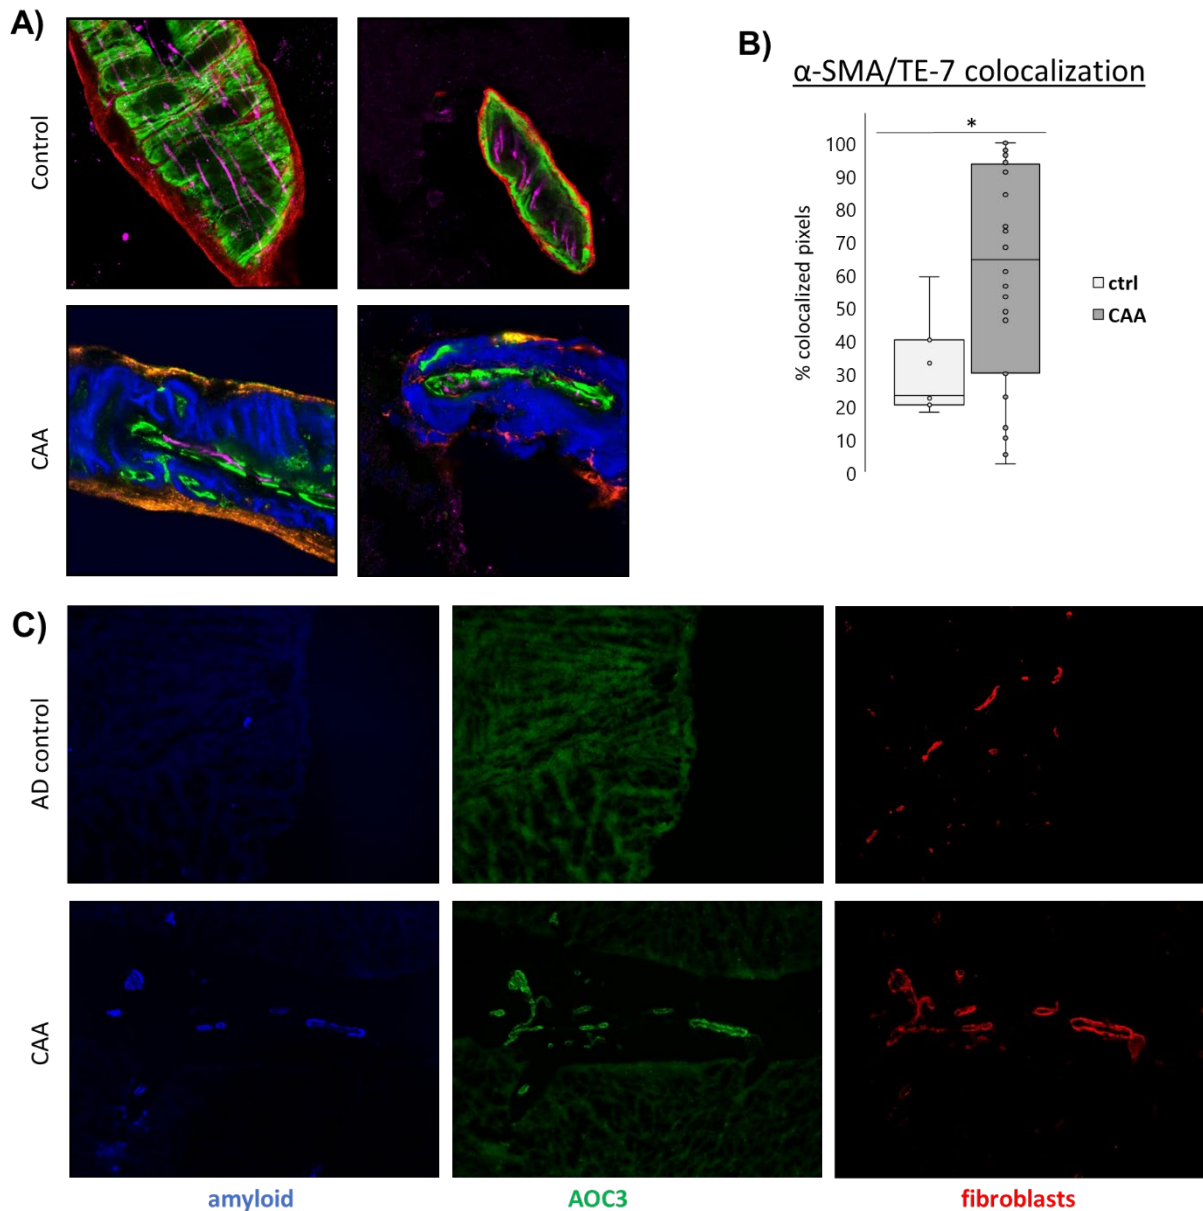 A)
Control
CAA
B)
α-SMA/TE-7 colocalization
*
% colocalized pixels
100
90
80
70
60
50
40
30
20
10
0
ctrl
CAA
C)
AD control
CAA
amyloid
AOC3
fibroblasts